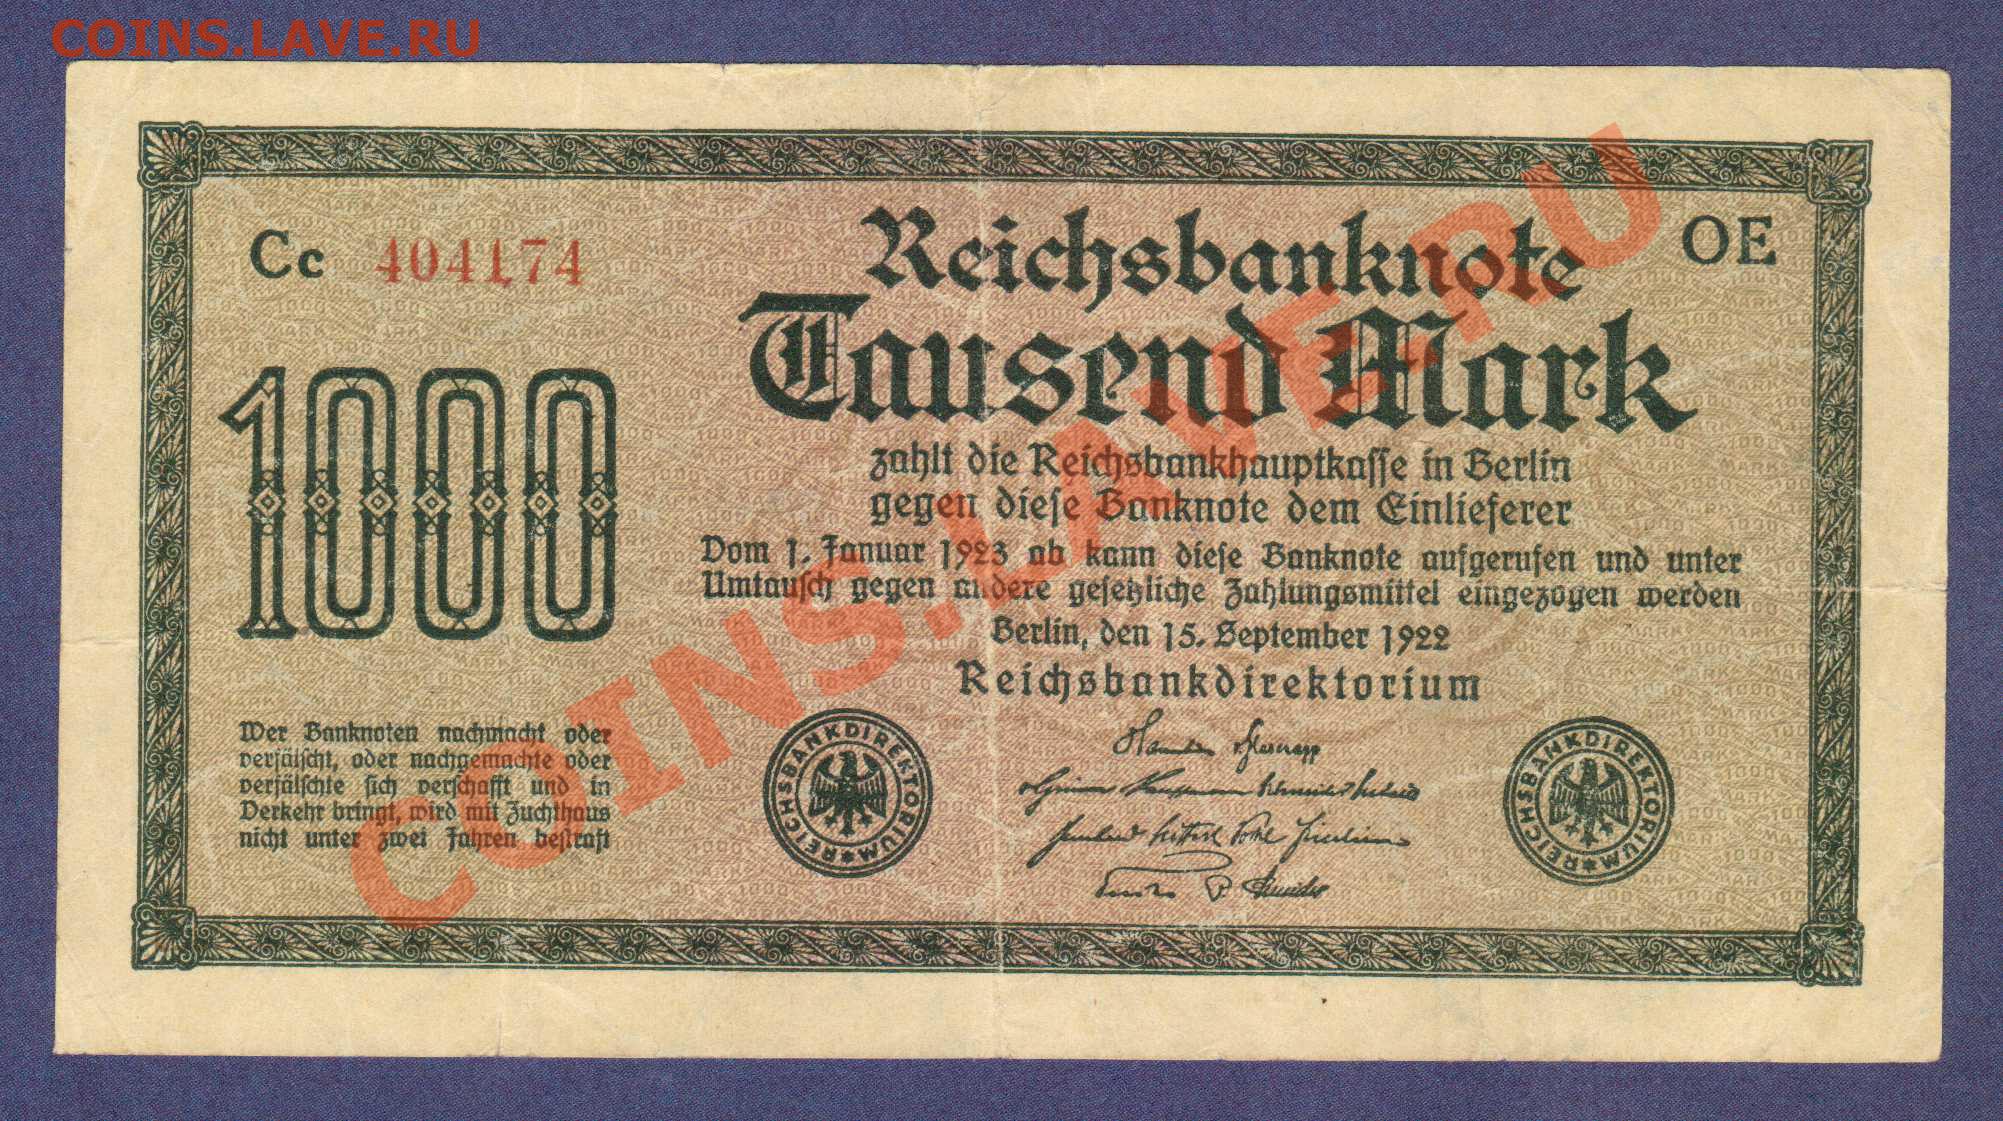 COINS.LAVE.RU
Cc 404174
Reichsbanknote
OE
Tausend Mark
1000
zahlt die Reichsbankhauptkasse in Berlin
gegen diese Banknote dem Einlieferer
Vom 1. Januar 1923 ab kann diese Banknote aufgerufen und unter
Umtausch gegen andere gesetzliche Zahlungsmittel eingezogen werden
Berlin, den 15. September 1922
Reichsbankdirektorium
Wer Banknoten nachmacht oder
verfälscht, oder nachgemachte oder
verfälschte sich verschafft und in
Verkehr bringt, wird mit Zuchthaus
nicht unter zwei Jahren bestraft
REICHSBANKDIREKTORIUM
REICHSBANKDIREKTORIUM
COINS.LAVE.RU